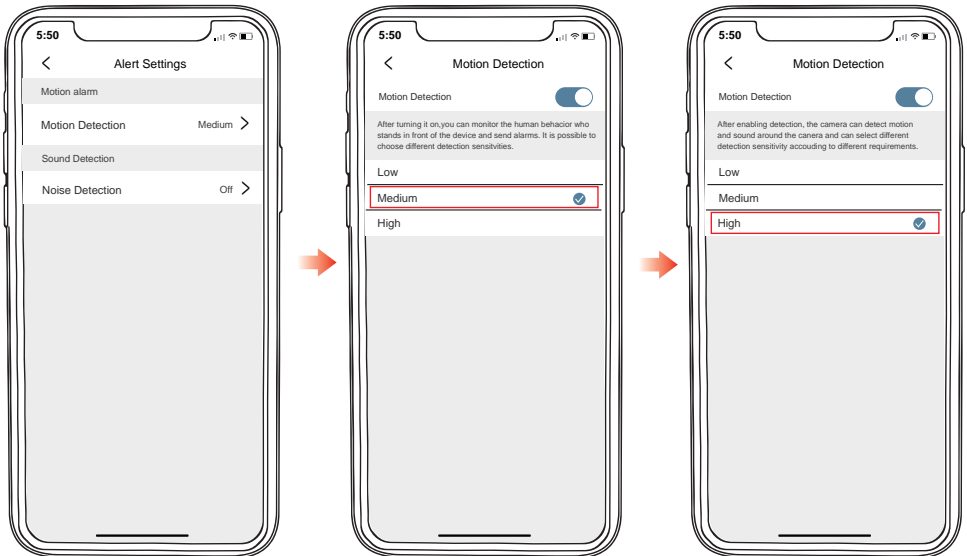 5:50
Alert Settings
Motion alarm
Motion Detection Medium
Sound Detection
Noise Detection Off
5:50
Motion Detection
Motion Detection
After turning it on,you can monitor the human behacior who
stands in front of the device and send alarms. It is possible to
choose different detection sensitvities.
Low
Medium
High
5:50
Motion Detection
Motion Detection
After enabling detection, the camera can detect motion
and sound around the canera and can select different
detection sensitivity accouding to different requirements.
Low
Medium
High